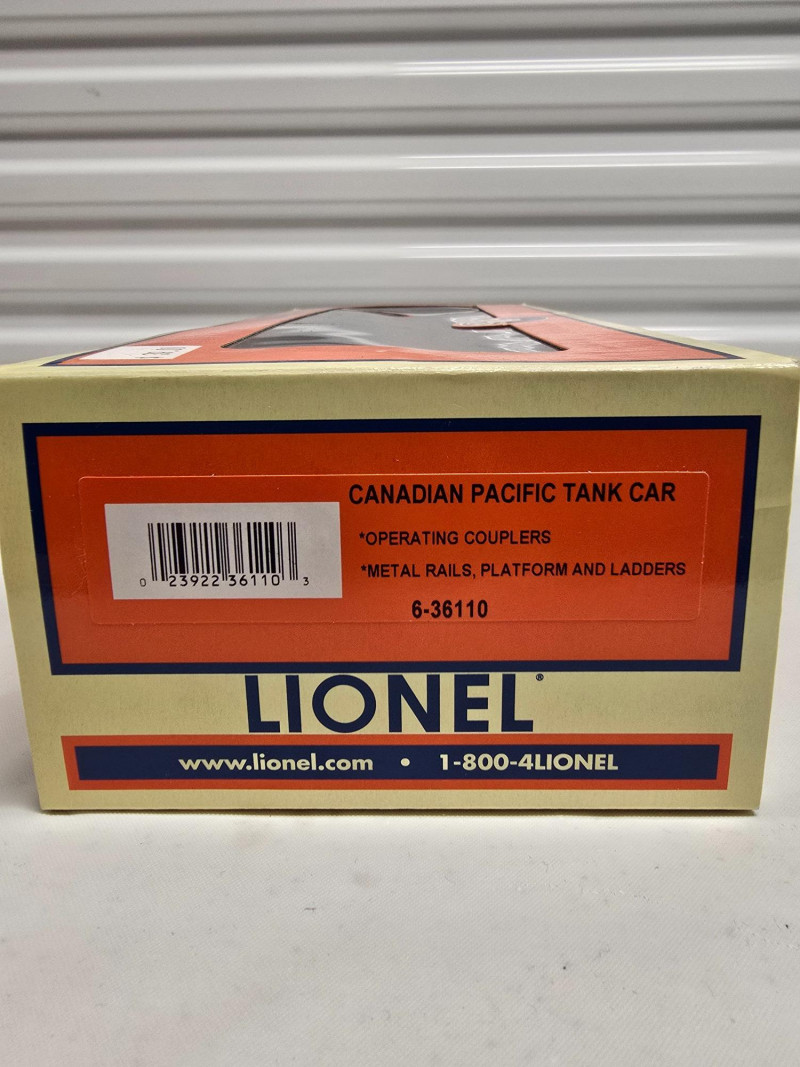 CANADIAN PACIFIC TANK CAR
*OPERATING COUPLERS
*METAL RAILS, PLATFORM AND LADDERS
6-36110
0 23922 36110 3
LIONEL®
www.lionel.com • 1-800-4LIONEL